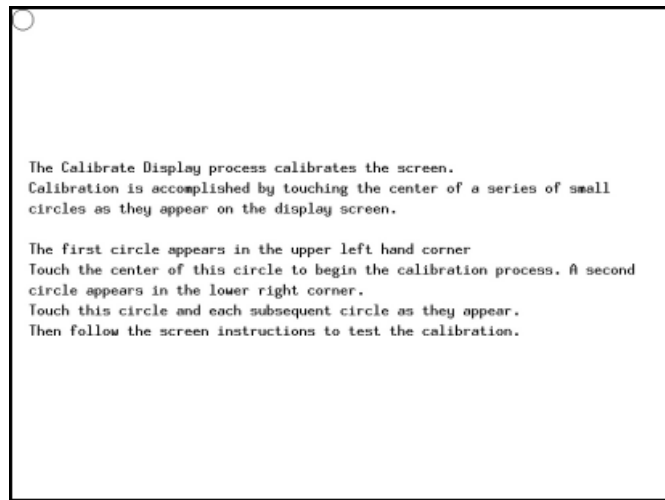 The Calibrate Display process calibrates the screen.
Calibration is accomplished by touching the center of a series of small
circles as they appear on the display screen.
The first circle appears in the upper left hand corner
Touch the center of this circle to begin the calibration process. A second
circle appears in the lower right corner.
Touch this circle and each subsequent circle as they appear.
Then follow the screen instructions to test the calibration.